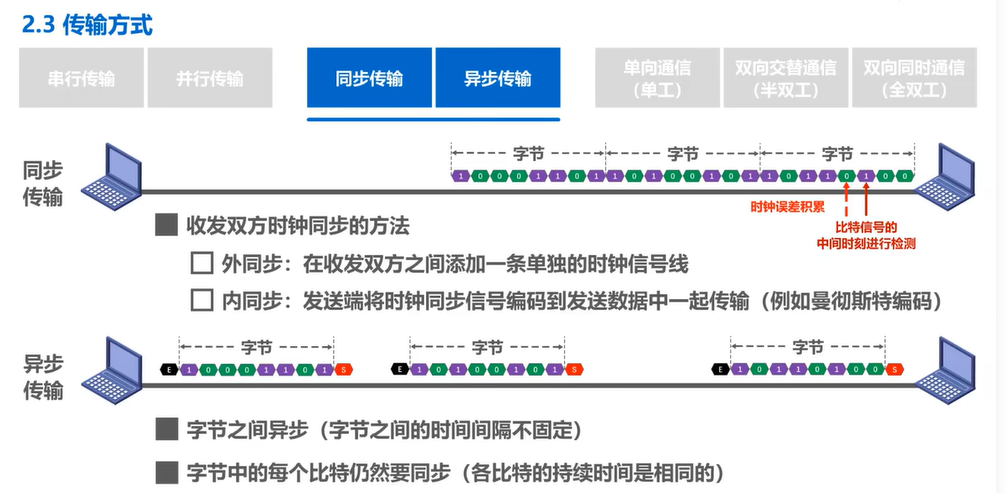 2.3 传输方式
串行传输
并行传输
同步传输
异步传输
单向通信
（单工）
双向交替通信
（半双工）
双向同时通信
（全双工）
同步
传输
字节 字节 字节
1 0 0 0 1 1 0 1 1 0 1 0 0 1 0 1 1 0 1 1 0 1 0 0
时钟误差积累
比特信号的
中间时刻进行检测
收发双方时钟同步的方法
外同步：在收发双方之间添加一条单独的时钟信号线
内同步：发送端将时钟同步信号编码到发送数据中一起传输（例如曼彻斯特编码）
异步
传输
字节 字节 字节
E 1 0 0 0 1 1 0 1 S E 1 0 1 0 0 1 0 1 S E 1 0 1 1 0 1 0 0 S
字节之间异步（字节之间的时间间隔不固定）
字节中的每个比特仍然要同步（各比特的持续时间是相同的）